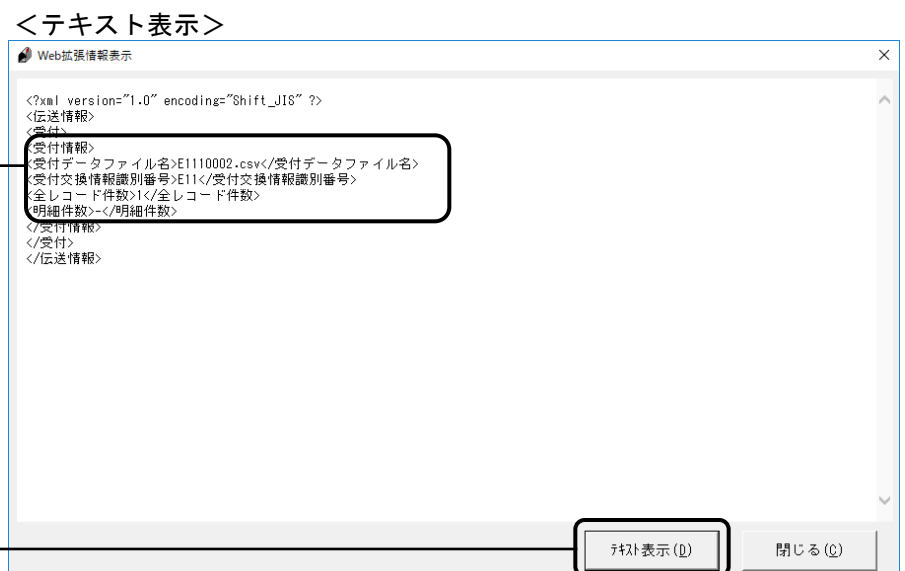 ＜テキスト表示＞
Web拡張情報表示
<?xml version="1.0" encoding="Shift_JIS" ?>
<伝送情報>
<受付>
<受付情報>
<受付データファイル名>E1110002.csv</受付データファイル名>
<受付交換情報識別番号>E11</受付交換情報識別番号>
<全レコード件数>1</全レコード件数>
<明細件数>-</明細件数>
</受付情報>
</受付>
</伝送情報>
ﾃｷｽﾄ表示(D) 閉じる(C)